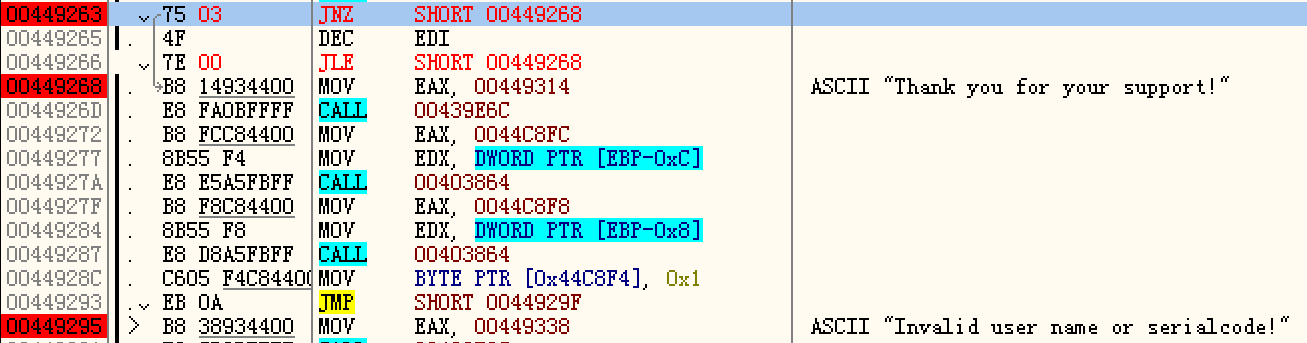 00449263 75 03 JNZ SHORT 00449268
00449265 . 4F DEC EDI
00449266 7E 00 JLE SHORT 00449268
00449268 . B8 14934400 MOV EAX, 00449314 ASCII "Thank you for your support!"
0044926D . E8 FA0BFFFF CALL 00439E6C
00449272 . B8 FCC84400 MOV EAX, 0044C8FC
00449277 . 8B55 F4 MOV EDX, DWORD PTR [EBP-0xC]
0044927A . E8 E5A5FBFF CALL 00403864
0044927F . B8 F8C84400 MOV EAX, 0044C8F8
00449284 . 8B55 F8 MOV EDX, DWORD PTR [EBP-0x8]
00449287 . E8 D8A5FBFF CALL 00403864
0044928C . C605 F4C84400 MOV BYTE PTR [0x44C8F4], 0x1
00449293 . EB 0A JMP SHORT 0044929F
00449295 > B8 38934400 MOV EAX, 00449338 ASCII "Invalid user name or serialcode!"